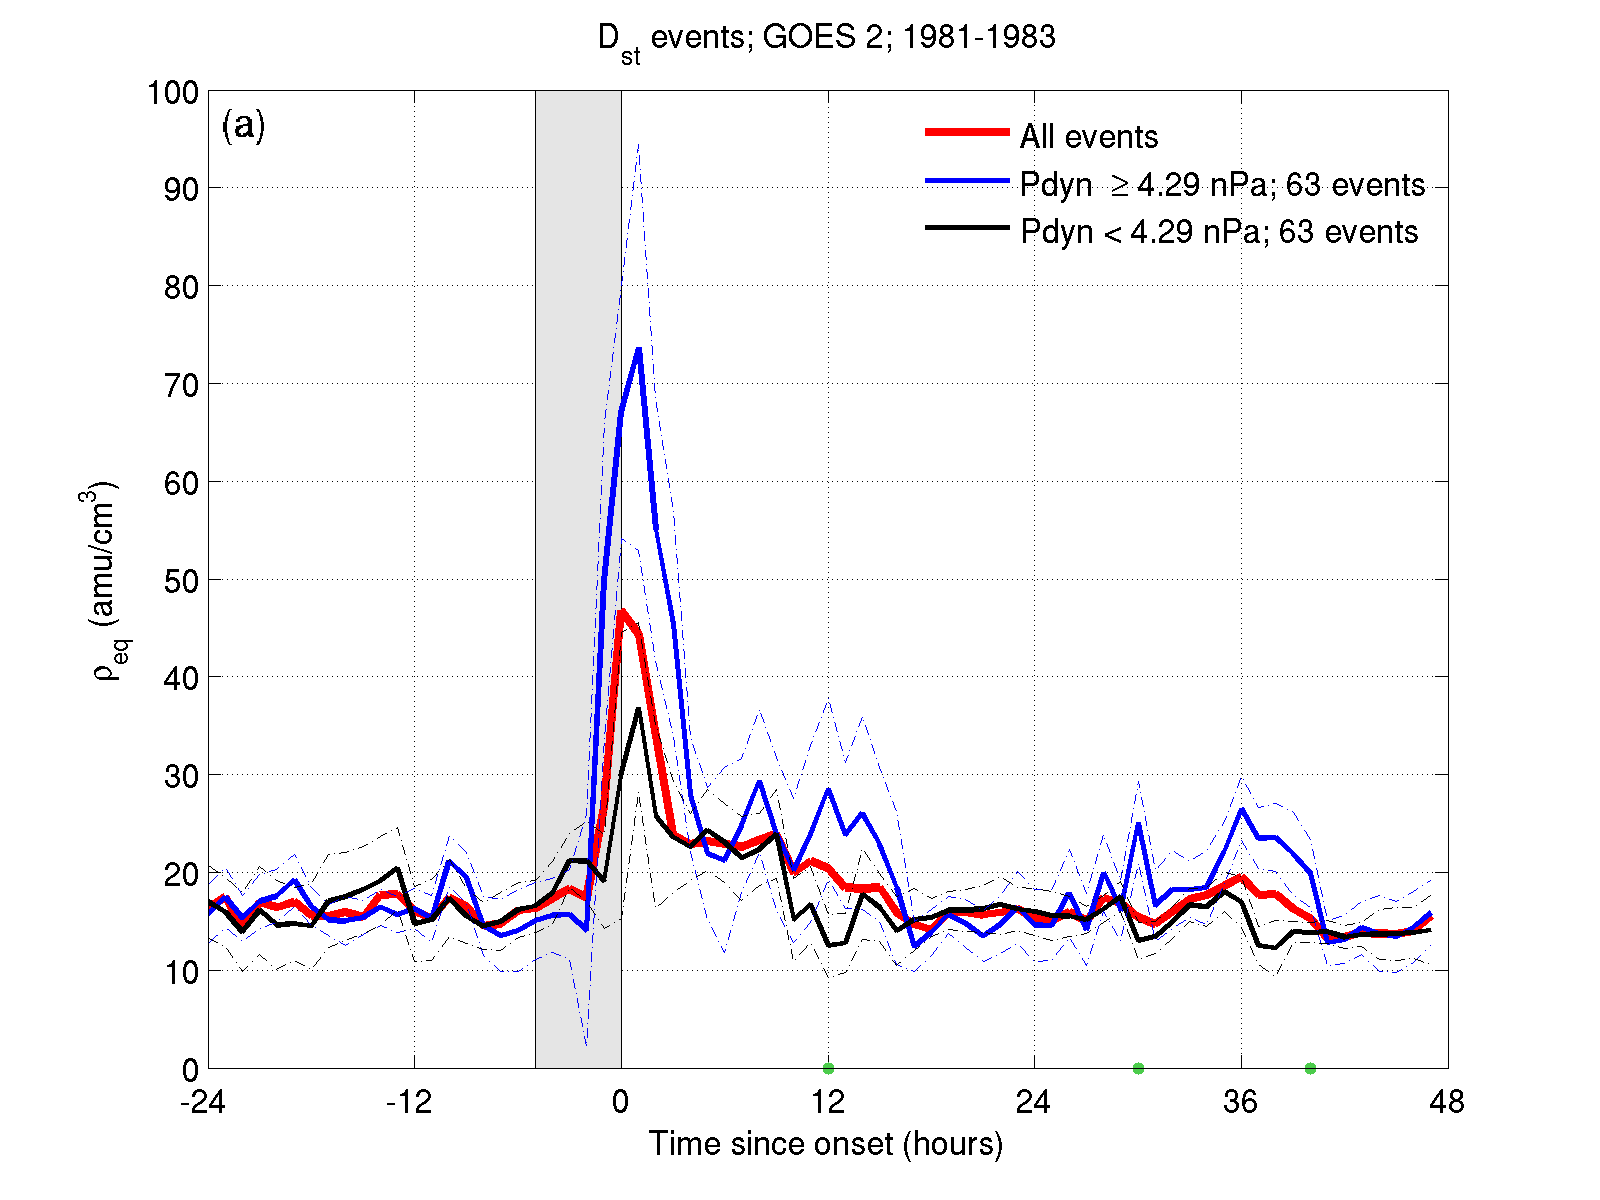 D_st events; GOES 2; 1981-1983
(a)
All events
Pdyn ≥ 4.29 nPa; 63 events
Pdyn < 4.29 nPa; 63 events
100
90
80
70
60
50
40
30
20
10
0
ρ_eq (amu/cm³)
-24 -12 0 12 24 36 48
Time since onset (hours)